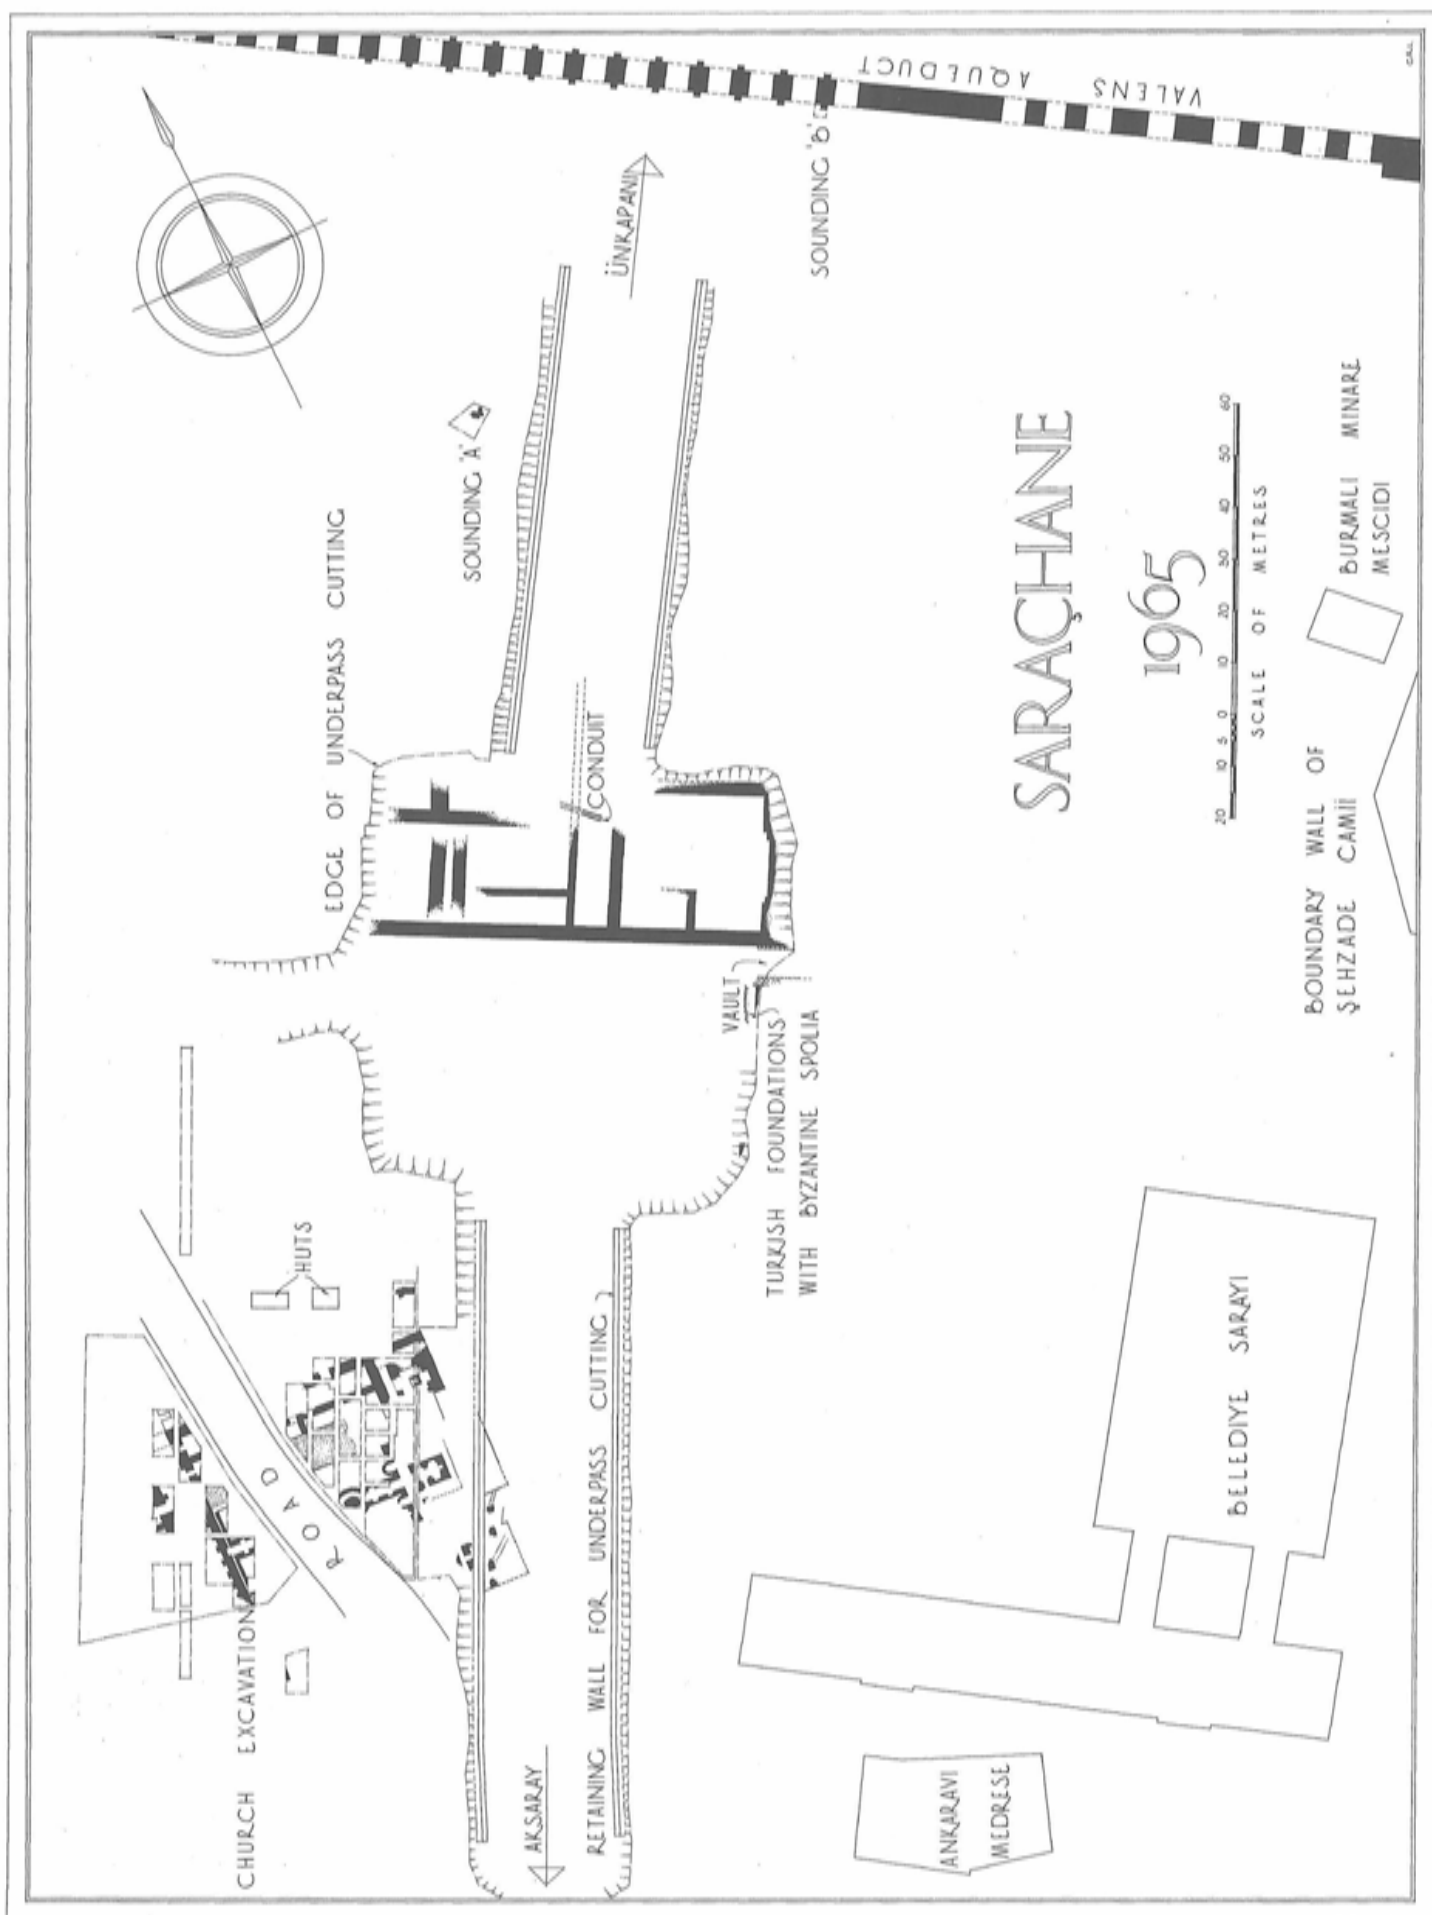 VALENS AQUEDUCT
ÜNKAPANI
SOUNDING 'B'
SOUNDING 'A'
EDGE OF UNDERPASS CUTTING
CONDUIT
VAULT
TURKISH FOUNDATIONS
WITH BYZANTINE SPOLIA
HUTS
ROAD
CHURCH EXCAVATION
AKSARAY
RETAINING WALL FOR UNDERPASS CUTTING
SARAÇHANE
1965
20 10 5 0 10 20 30 40 50 60
SCALE OF METRES
BURMALI MINARE
MESCIDI
BOUNDARY WALL OF
ŞEHZADE CAMİİ
BELEDIYE SARAYI
ANKARAVI
MEDRESE